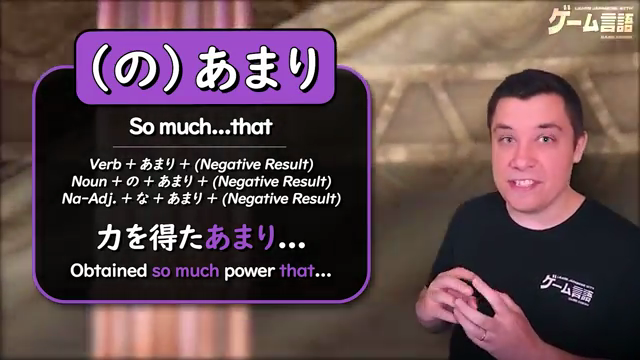 (の)あまり
So much...that
Verb + あまり + (Negative Result)
Noun + の + あまり + (Negative Result)
Na-Adj. + な + あまり + (Negative Result)
力を得たあまり...
Obtained so much power that...
ゲーム言語
ゲーム言語